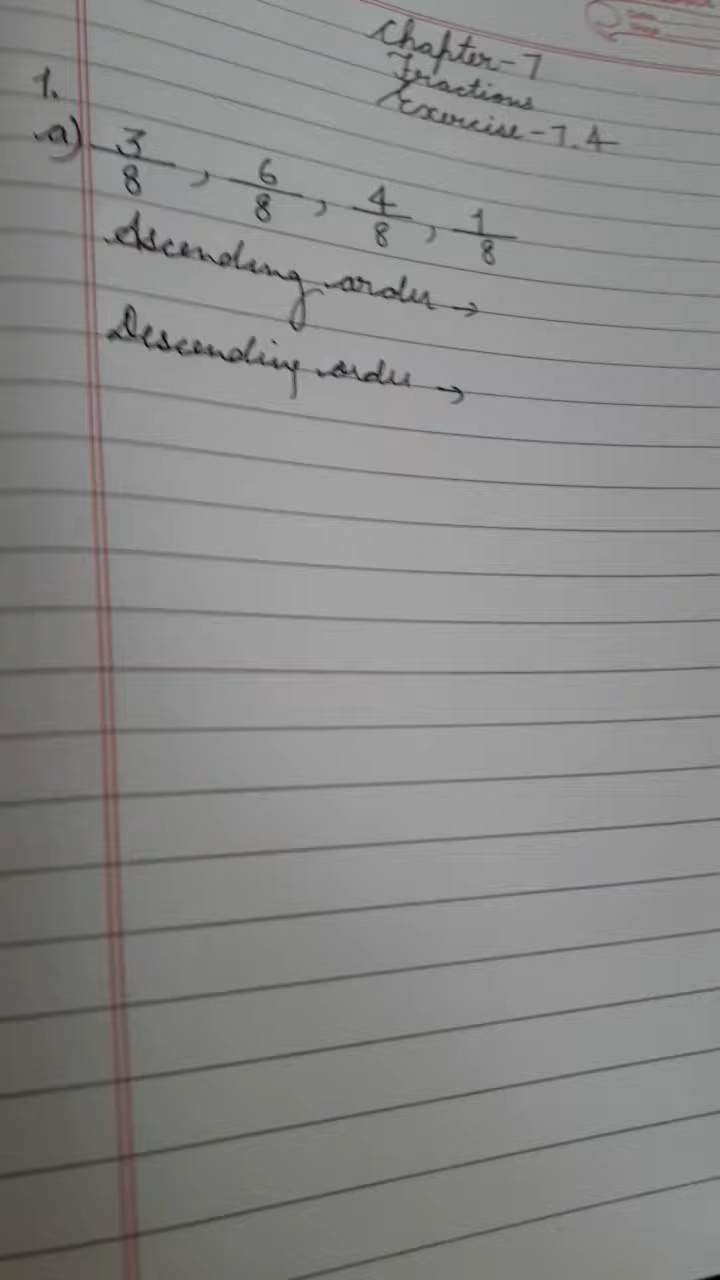 Chapter-7
Fractions
Exercise-7.4
1.
a) 3/8, 6/8, 4/8, 1/8
Ascending order →
Descending order →